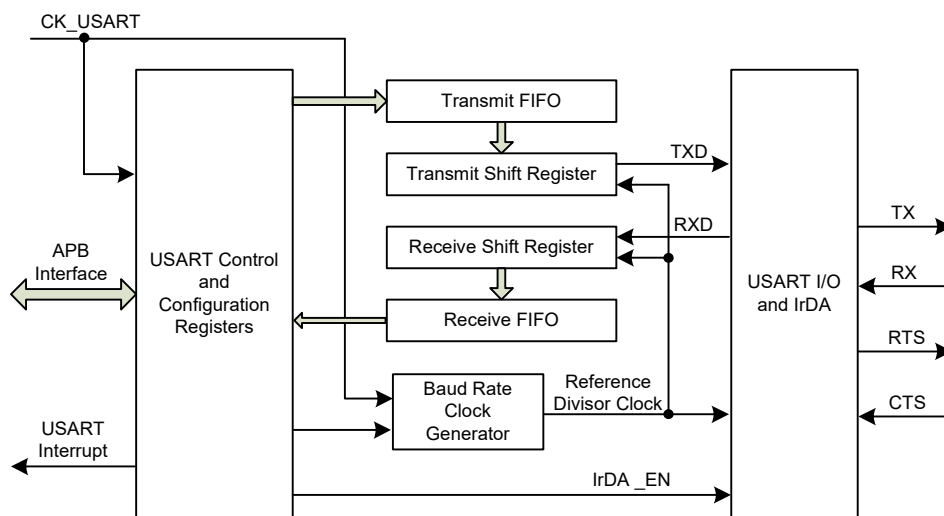 CK_USART
Transmit FIFO
TXD
Transmit Shift Register
TX
RXD
Receive Shift Register
APB
Interface
USART Control
and
Configuration
Registers
USART I/O
and IrDA
RX
Receive FIFO
RTS
Baud Rate
Clock
Generator
Reference
Divisor Clock
CTS
USART
Interrupt
IrDA _EN